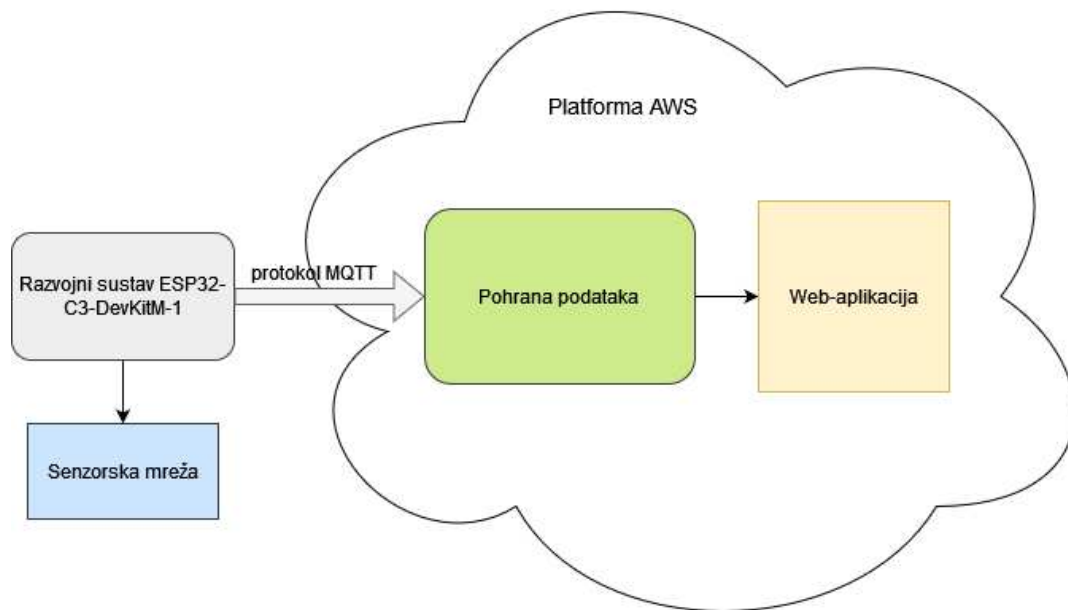 Platforma AWS
Razvojni sustav ESP32-
C3-DevKitM-1
protokol MQTT
Pohrana podataka
Web-aplikacija
Senzorska mreža